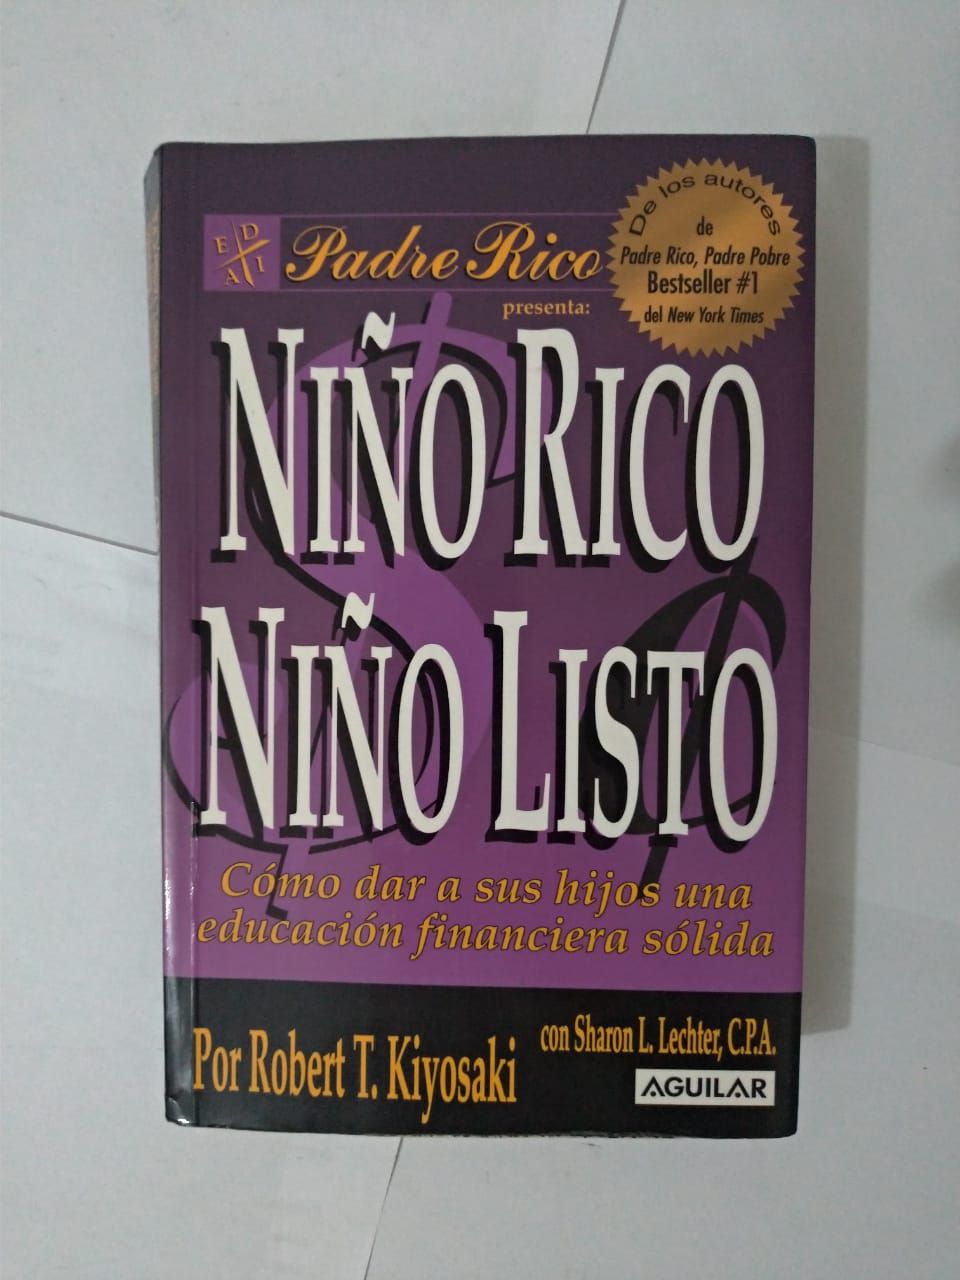 De los autores
de
Padre Rico, Padre Pobre
Bestseller #1
del New York Times
E D
A I
Padre Rico
presenta:
NIÑO RICO
NIÑO LISTO
Cómo dar a sus hijos una
educación financiera sólida
Por Robert T. Kiyosaki
con Sharon L. Lechter, C.P.A.
AGUILAR